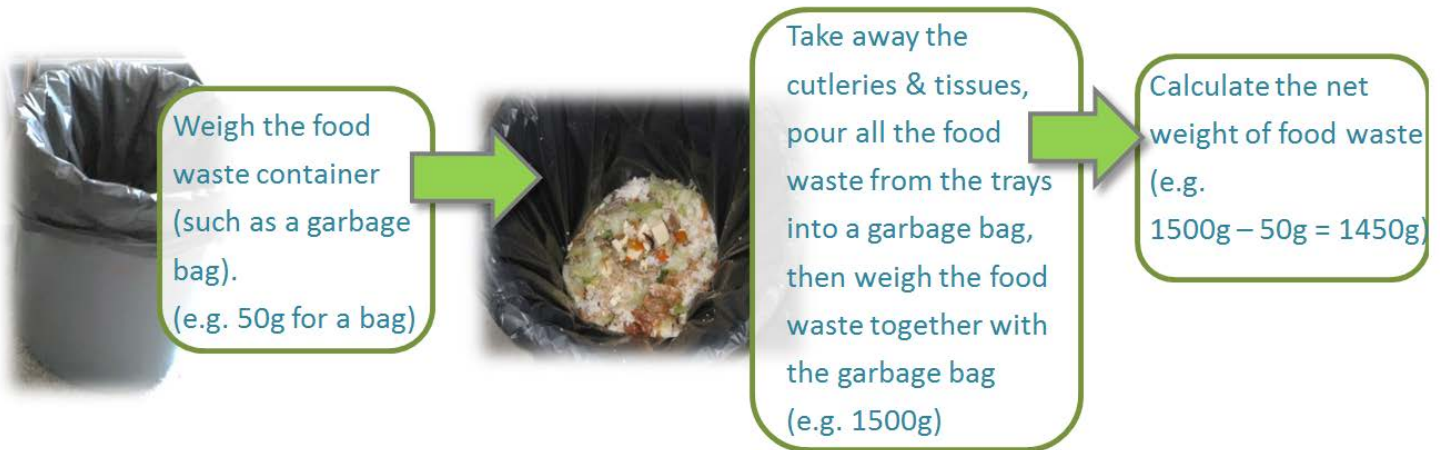 Weigh the food
waste container
(such as a garbage
bag).
(e.g. 50g for a bag)
Take away the
cutleries & tissues,
pour all the food
waste from the trays
into a garbage bag,
then weigh the food
waste together with
the garbage bag
(e.g. 1500g)
Calculate the net
weight of food waste
(e.g.
1500g – 50g = 1450g)